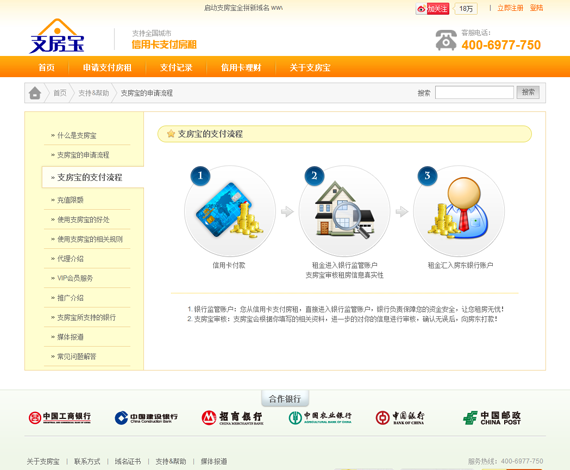 启动支房宝全拼新域名 www
加关注 18万 | 立即注册 登陆
支房宝
支持全国城市
信用卡支付房租
客服电话:
400-6977-750
首页 申请支付房租 支付记录 信用卡理财 关于支房宝
首页 支持&帮助 支房宝的申请流程 搜索 搜索
» 什么是支房宝
» 支房宝的申请流程
» 支房宝的支付流程
» 充值限额
» 使用支房宝的好处
» 使用支房宝的相关规则
» 代理介绍
» VIP会员服务
» 推广介绍
» 支房宝所支持的银行
» 媒体报道
» 常见问题解答
支房宝的支付流程
1 2 3
信用卡付款
租金进入银行监管账户
支房宝审核租房信息真实性
租金汇入房东银行账户
1. 银行监管账户：您从信用卡支付房租，直接进入银行监管账户，银行负责保障您的资金安全，让您租房无忧！
2. 支房宝审核：支房宝会根据你填写的相关资料，进一步的对你的信息进行审核，确认无误后，向房东打款！
合作银行
中国工商银行
INDUSTRIAL AND COMMERCIAL BANK OF CHINA
中国建设银行
China Construction Bank
招商银行
CHINA MERCHANTS BANK
中国农业银行
AGRICULTURAL BANK OF CHINA
中国银行
BANK OF CHINA
中国邮政
CHINA POST
关于支房宝 | 联系方式 | 域名证书 | 支持&帮助 | 媒体报道
服务热线：400-6977-750